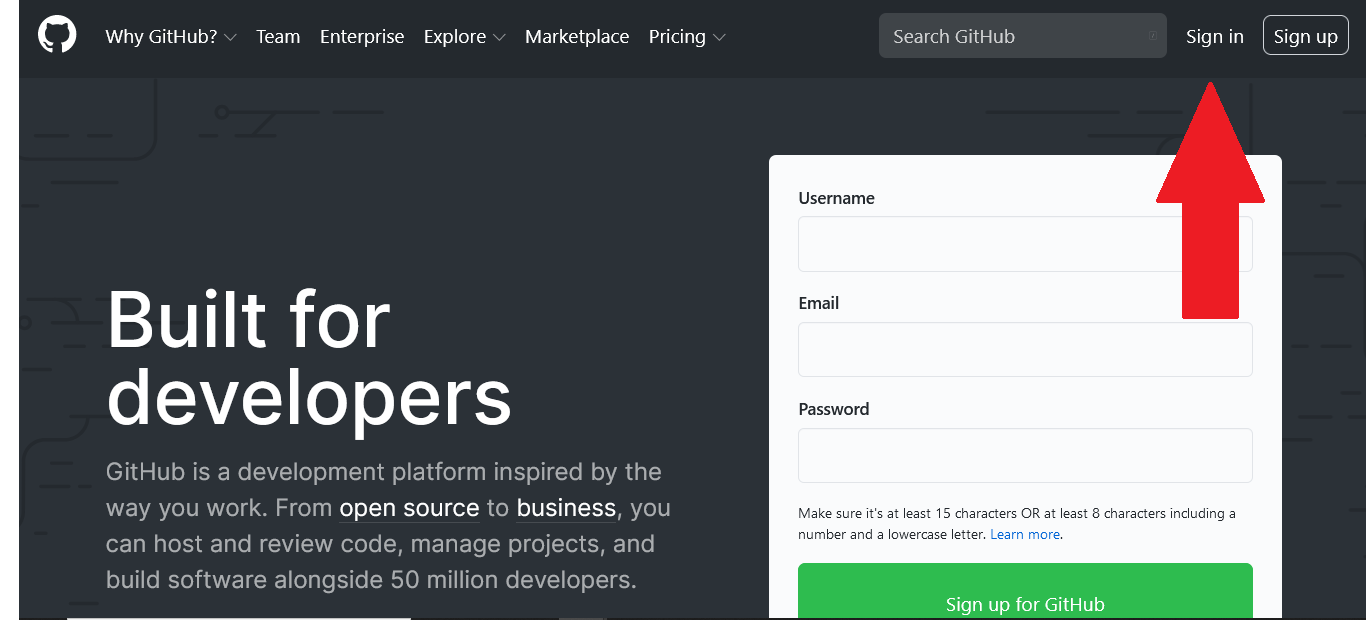 Why GitHub? Team Enterprise Explore Marketplace Pricing Search GitHub Sign in Sign up
Built for
developers
GitHub is a development platform inspired by the
way you work. From open source to business, you
can host and review code, manage projects, and
build software alongside 50 million developers.
Username
Email
Password
Make sure it's at least 15 characters OR at least 8 characters including a
number and a lowercase letter. Learn more.
Sign up for GitHub